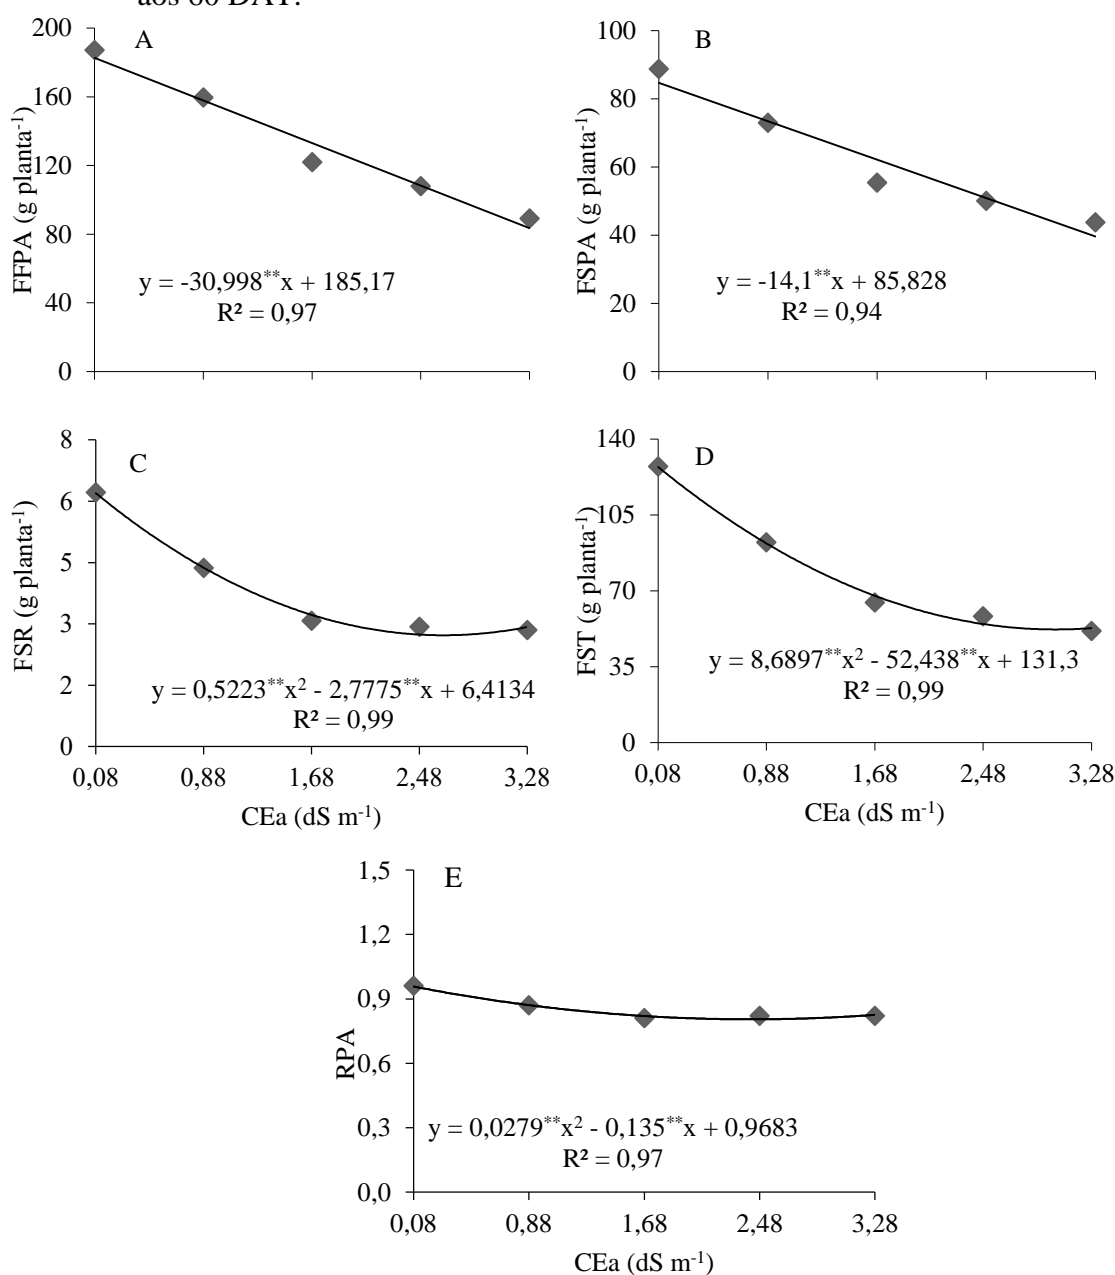 aos 60 DAT.
A
200
160
120
80
40
0
FFPA (g planta⁻¹)
y = -30,998**x + 185,17
R² = 0,97
B
100
80
60
40
20
0
FSPA (g planta⁻¹)
y = -14,1**x + 85,828
R² = 0,94
C
8
6
5
3
2
0
FSR (g planta⁻¹)
y = 0,5223**x² - 2,7775**x + 6,4134
R² = 0,99
0,08 0,88 1,68 2,48 3,28
CEa (dS m⁻¹)
D
140
105
70
35
0
FST (g planta⁻¹)
y = 8,6897**x² - 52,438**x + 131,3
R² = 0,99
0,08 0,88 1,68 2,48 3,28
CEa (dS m⁻¹)
E
1,5
1,2
0,9
0,6
0,3
0,0
RPA
y = 0,0279**x² - 0,135**x + 0,9683
R² = 0,97
0,08 0,88 1,68 2,48 3,28
CEa (dS m⁻¹)